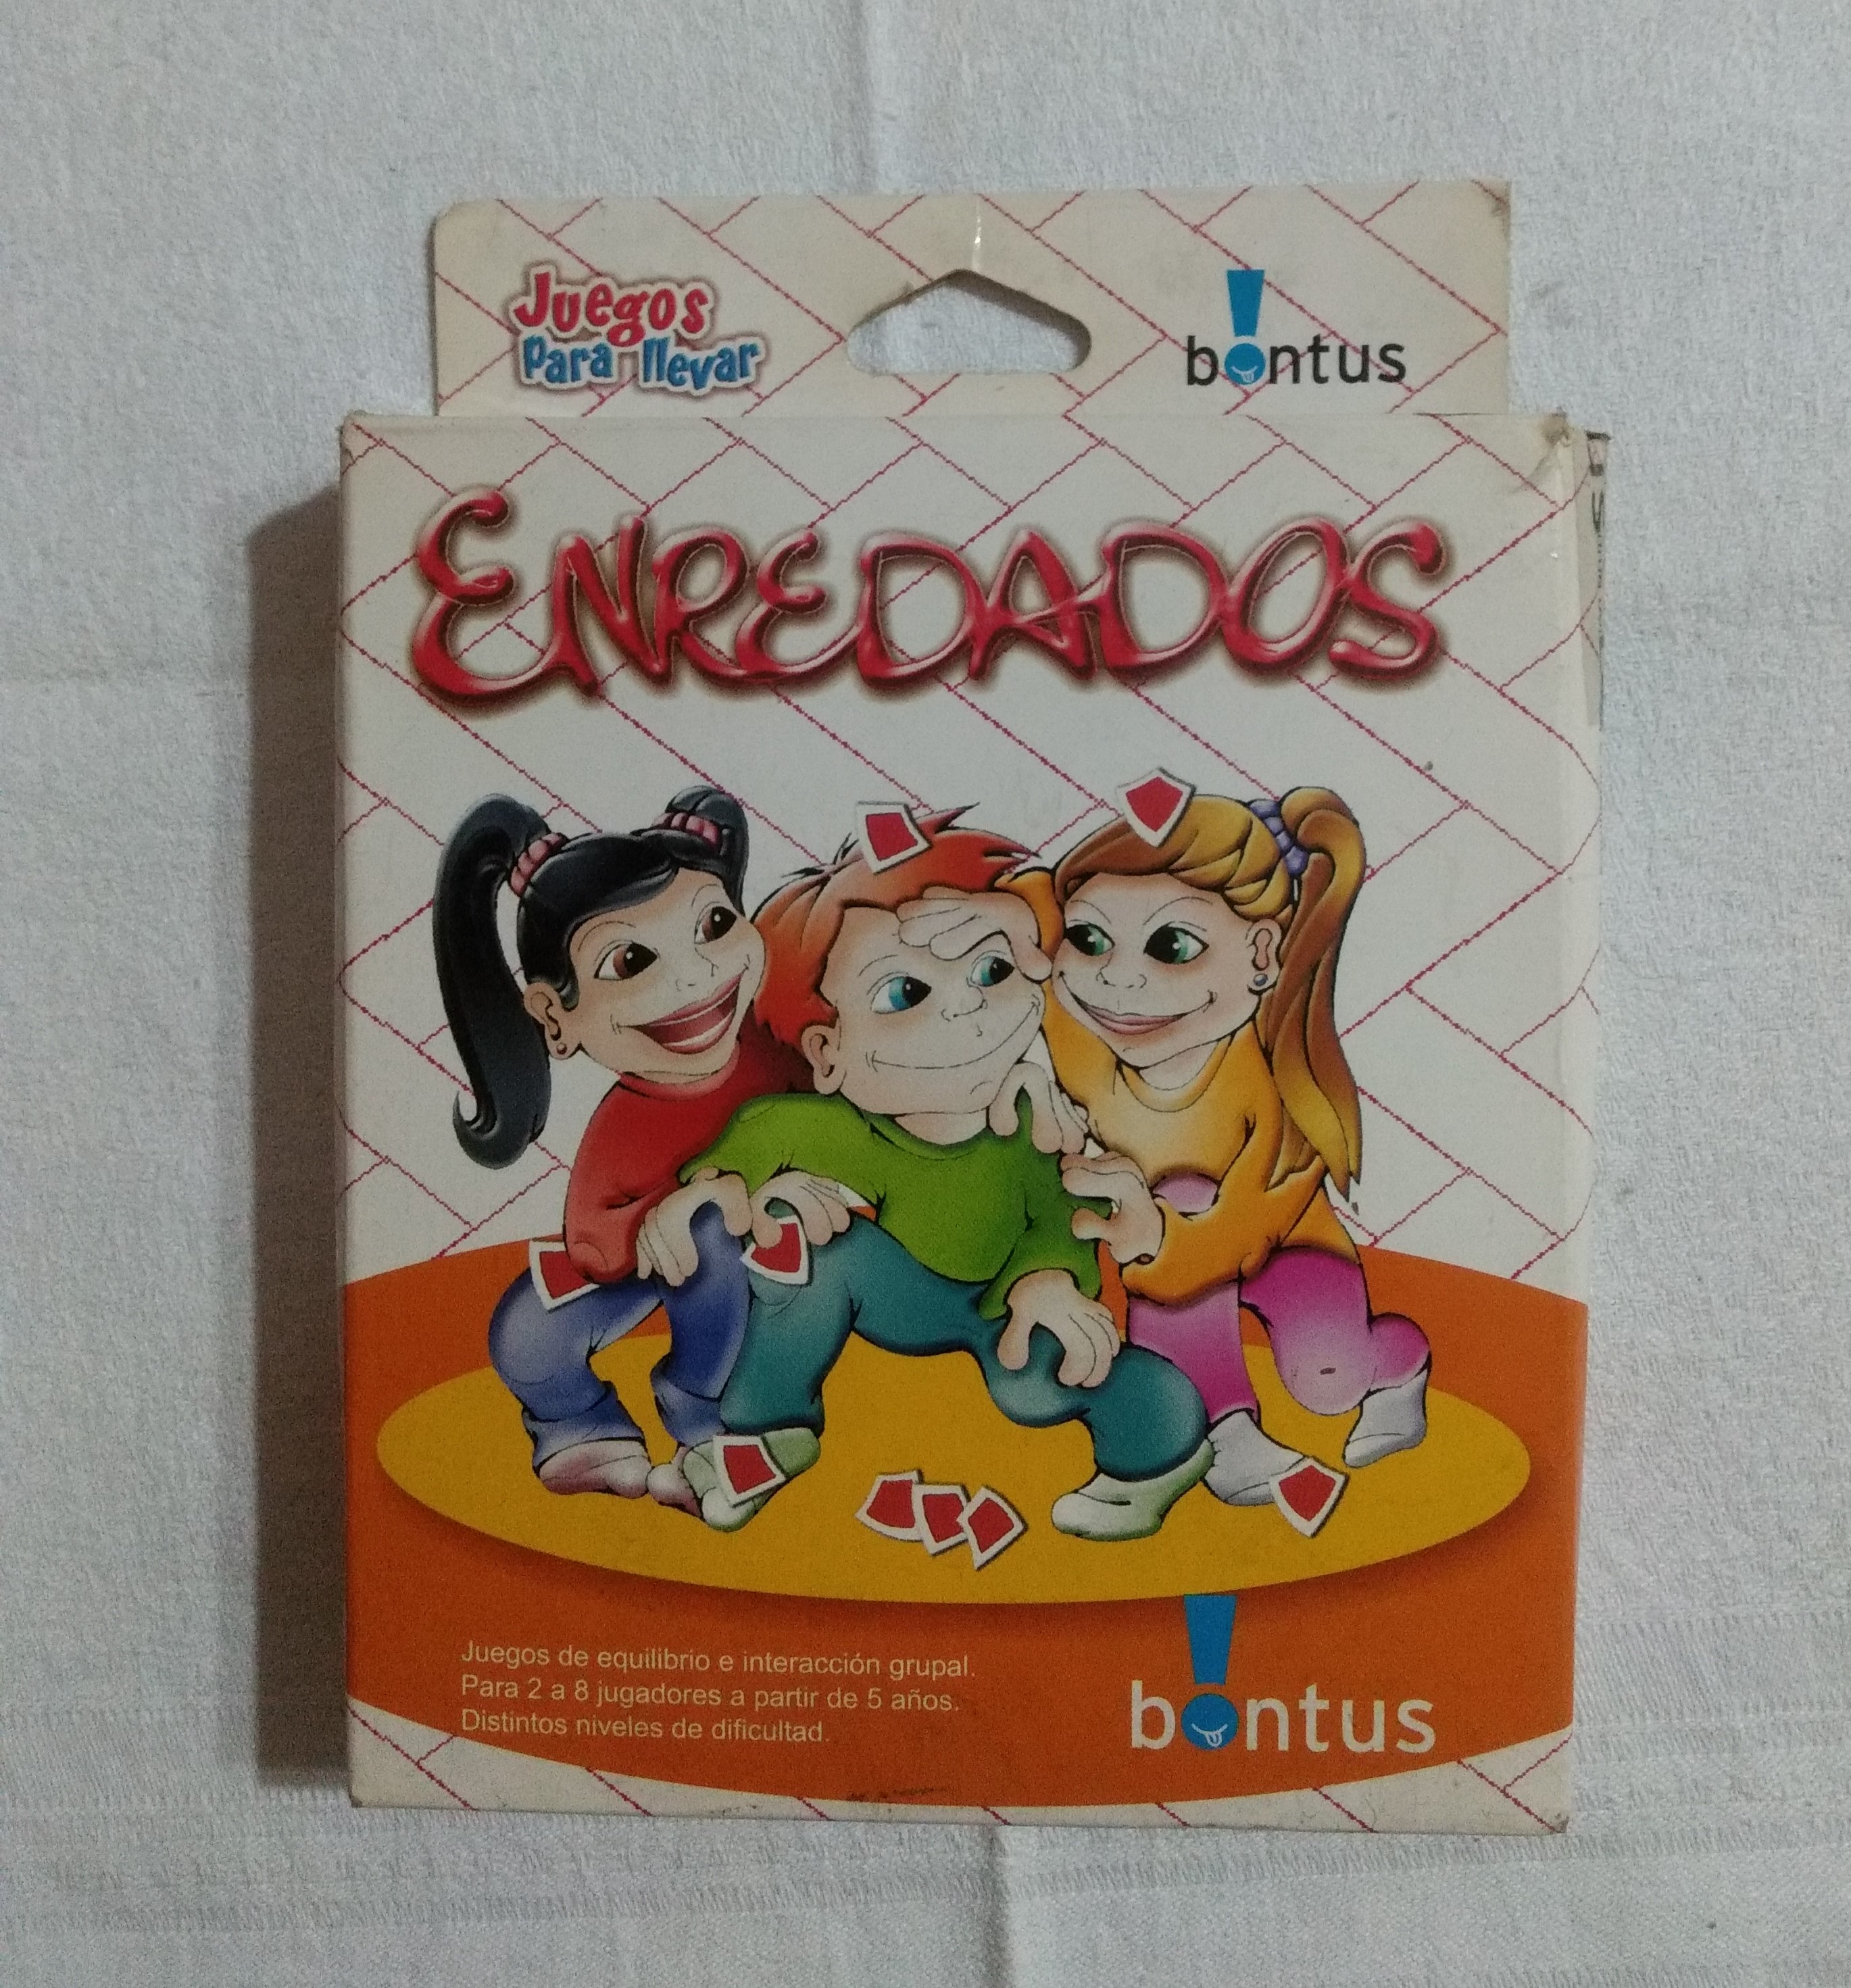 Juegos
Para llevar
bontus
ENREDADOS
Juegos de equilibrio e interacción grupal.
Para 2 a 8 jugadores a partir de 5 años.
Distintos niveles de dificultad.
bontus